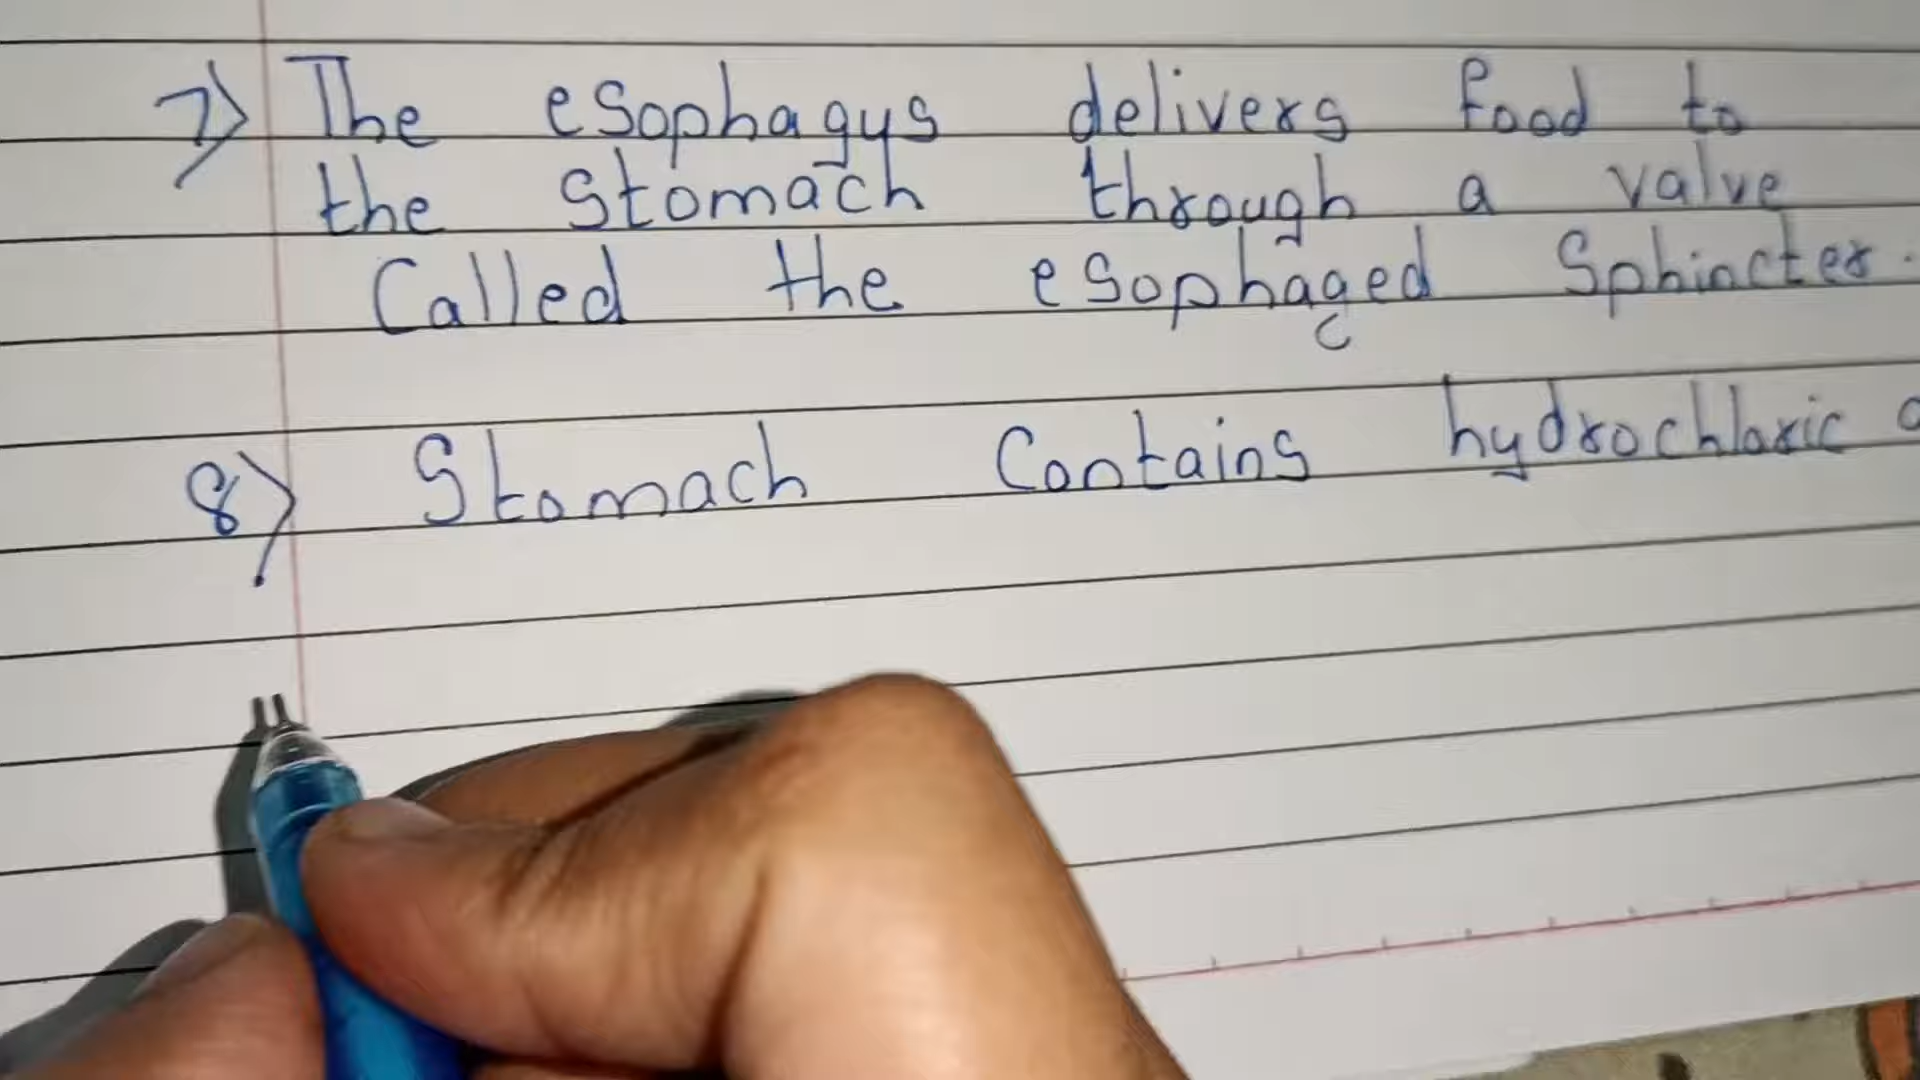 7) The esophagus delivers food to
the stomach through a valve
Called the esophaged Sphincter.
8) Stomach Contains hydrochloric